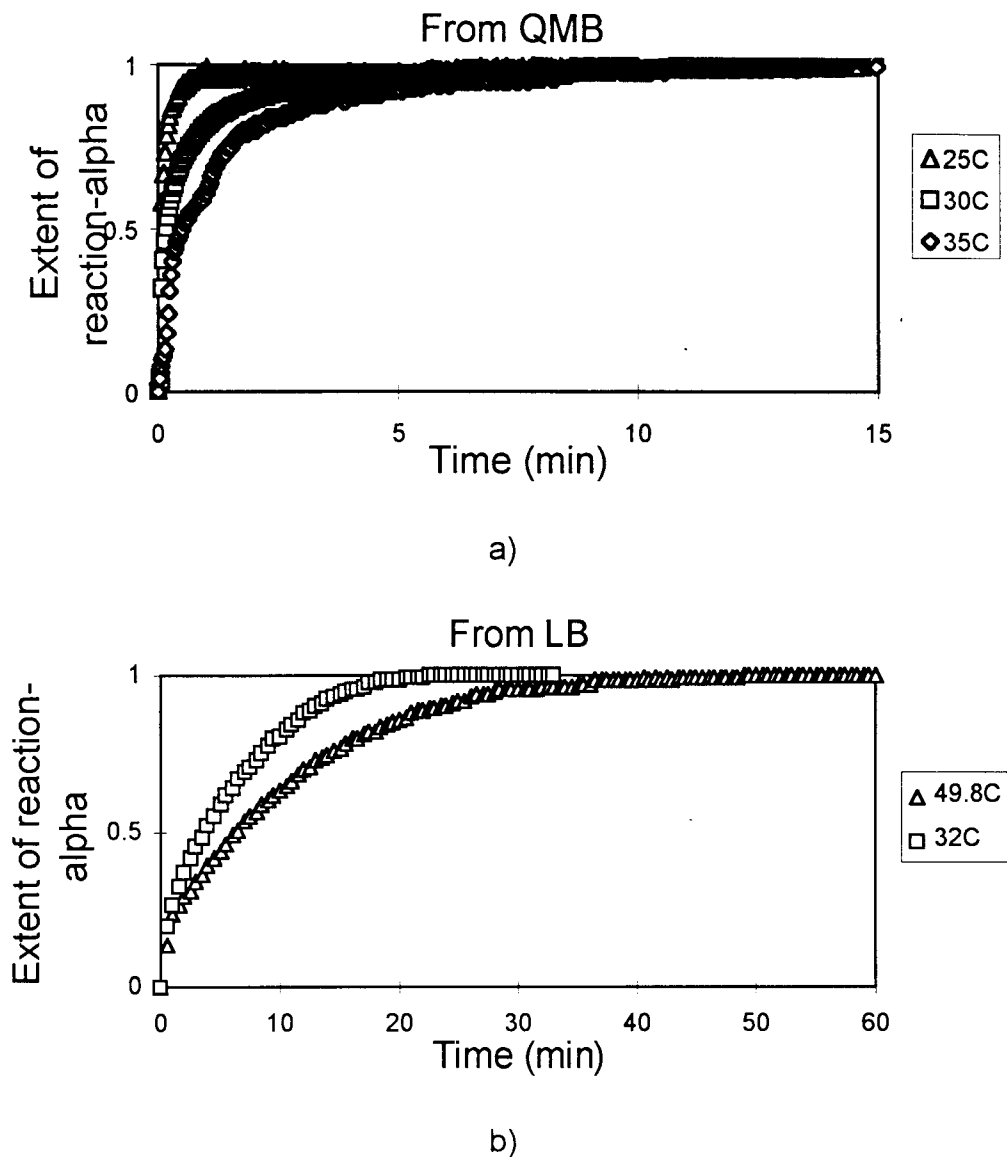 From QMB
Extent of
reaction-alpha
1
0.5
0
0
5
10
15
Time (min)
25C
30C
35C
a)
From LB
Extent of reaction-
alpha
1
0.5
0
0
10
20
30
40
50
60
Time (min)
49.8C
32C
b)